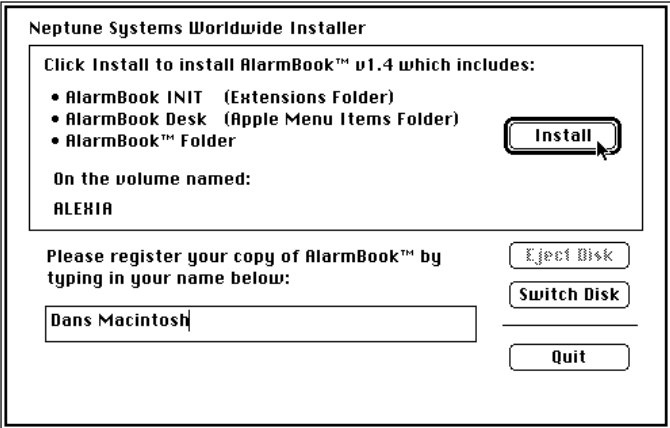 Neptune Systems Worldwide Installer
Click Install to install AlarmBook™ v1.4 which includes:
• AlarmBook INIT (Extensions Folder)
• AlarmBook Desk (Apple Menu Items Folder)
• AlarmBook™ Folder
Install
On the volume named:
ALEXIA
Please register your copy of AlarmBook™ by
typing in your name below:
Eject Disk
Switch Disk
Dans Macintosh
Quit